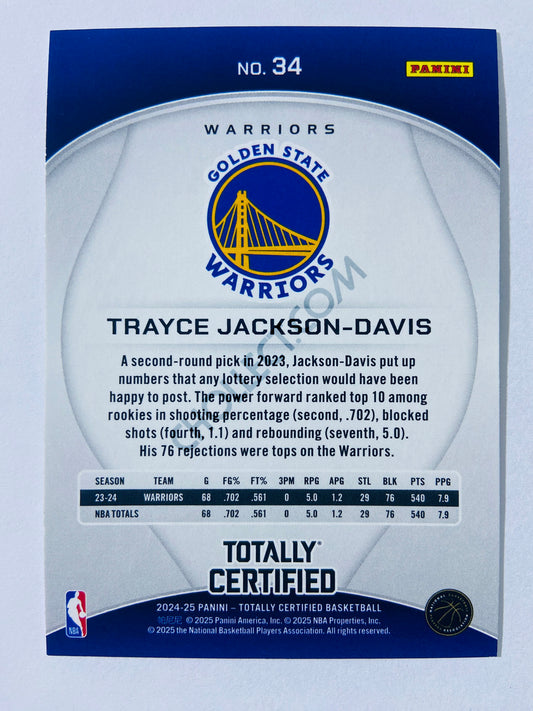 NO. 34
PANINI
WARRIORS
GOLDEN STATE
WARRIORS
TRAYCE JACKSON-DAVIS
A second-round pick in 2023, Jackson-Davis put up
numbers that any lottery selection would have been
happy to post. The power forward ranked top 10 among
rookies in shooting percentage (second, .702), blocked
shots (fourth, 1.1) and rebounding (seventh, 5.0).
His 76 rejections were tops on the Warriors.
SEASON TEAM G FG% FT% 3PM RPG APG STL BLK PTS PPG
23-24 WARRIORS 68 .702 .561 0 5.0 1.2 29 76 540 7.9
NBA TOTALS 68 .702 .561 0 5.0 1.2 29 76 540 7.9
TOTALLY
CERTIFIED
2024-25 PANINI – TOTALLY CERTIFIED BASKETBALL
帕尼尼 © 2025 Panini America, Inc. © 2025 NBA Properties, Inc.
© 2025 the National Basketball Players Association. All rights reserved.
NBA